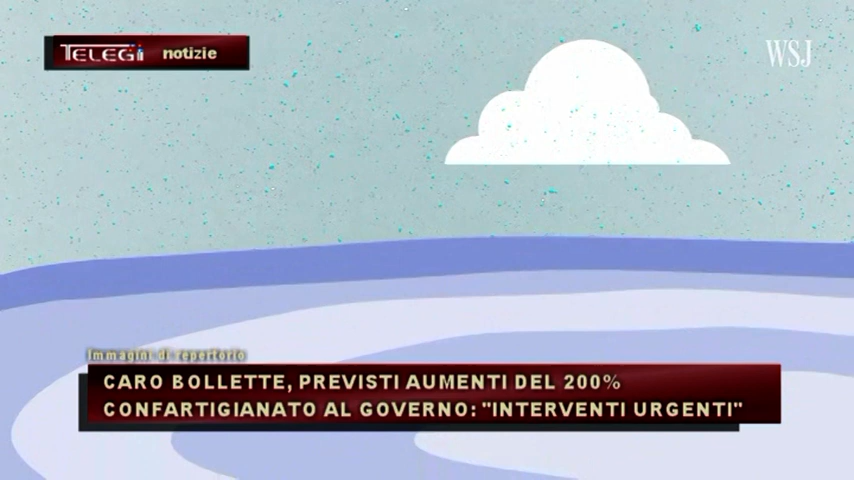 TELEGI notizie
WSJ
Immagini di repertorio
CARO BOLLETTE, PREVISTI AUMENTI DEL 200%
CONFARTIGIANATO AL GOVERNO: "INTERVENTI URGENTI"